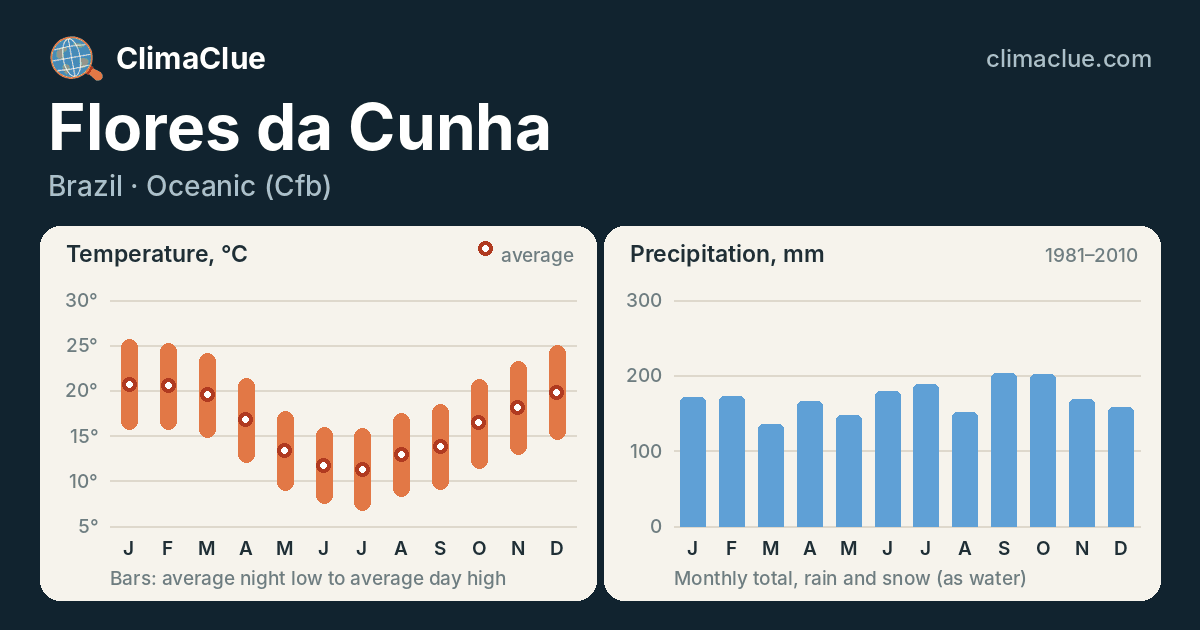 ClimaClue
climaclue.com
Flores da Cunha
Brazil · Oceanic (Cfb)
Temperature, °C
average
30°
25°
20°
15°
10°
5°
J F M A M J J A S O N D
Bars: average night low to average day high
Precipitation, mm
1981–2010
300
200
100
0
J F M A M J J A S O N D
Monthly total, rain and snow (as water)